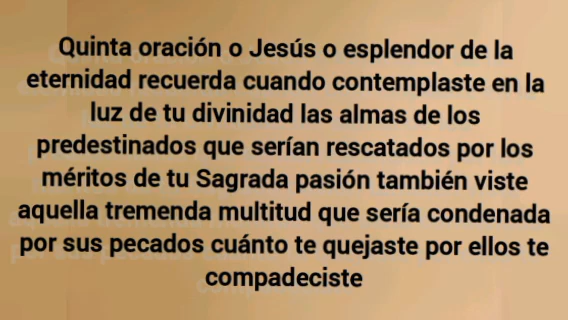 Quinta oración o Jesús o esplendor de la
eternidad recuerda cuando contemplaste en la
luz de tu divinidad las almas de los
predestinados que serían rescatados por los
méritos de tu Sagrada pasión también viste
aquella tremenda multitud que sería condenada
por sus pecados cuánto te quejaste por ellos te
compadeciste